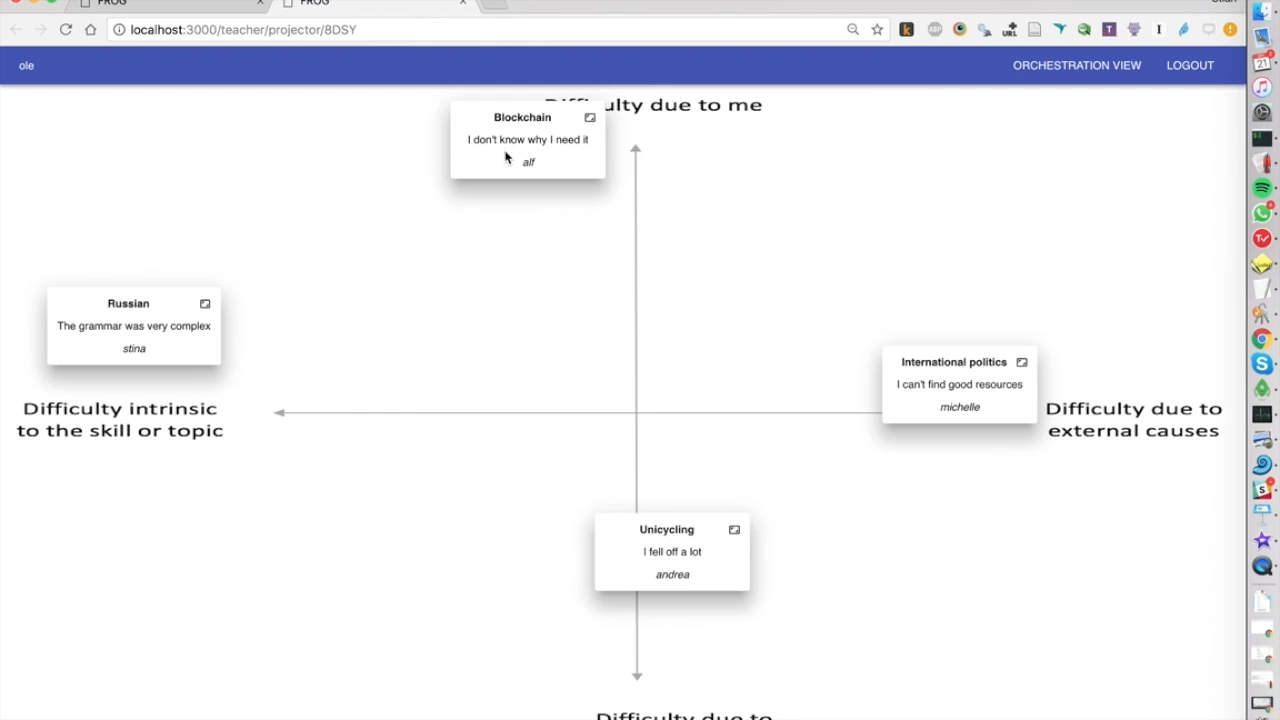 FROG
FROG
localhost:3000/teacher/projector/8DSY
ole
ORCHESTRATION VIEW
LOGOUT
ulty due to me
Blockchain
I don't know why I need it
alf
Russian
The grammar was very complex
stina
International politics
I can't find good resources
michelle
Difficulty intrinsic
to the skill or topic
Difficulty due to
external causes
Unicycling
I fell off a lot
andrea
Difficulty due to